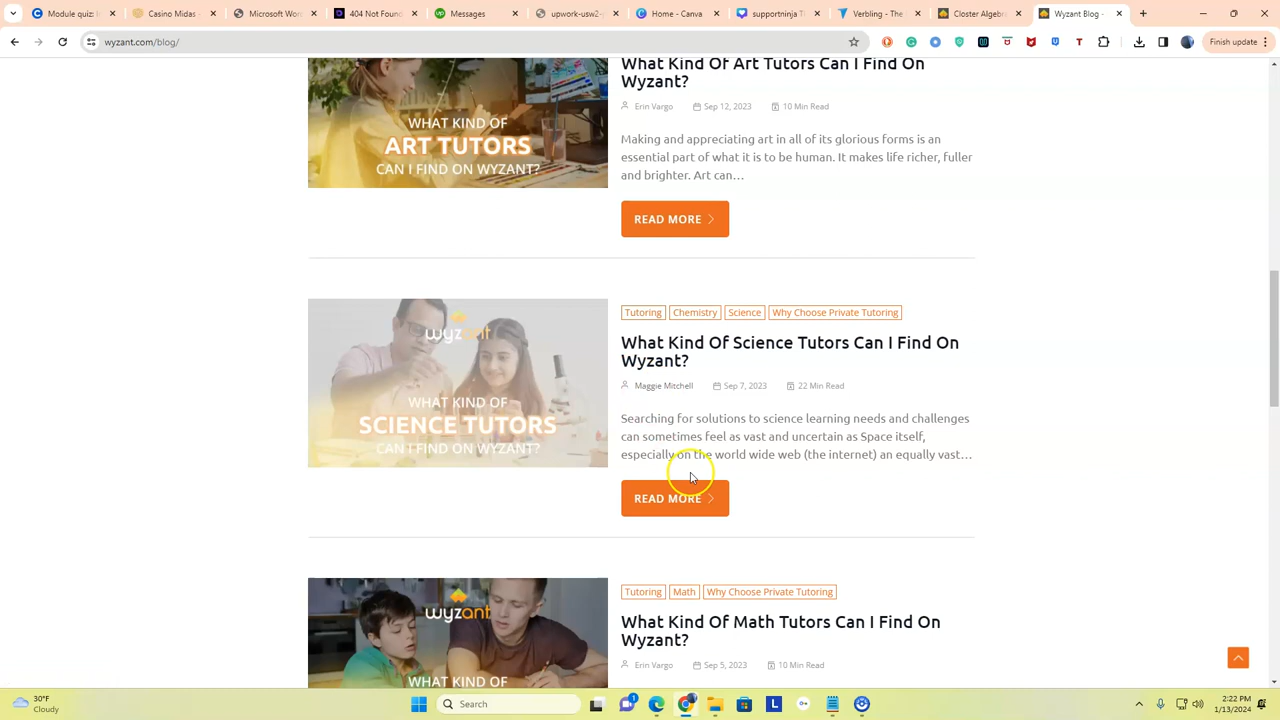 Email quiz
Casino Midas
Microsoft Wor
404 Not Found
Messages
upwork-usw2-
Verbling - The
Closter Algebr
Wyzant Blog -
wyzant.com/blog/
Finish update
What Kind Of Art Tutors Can I Find On
Wyzant?
Erin Vargo Sep 12, 2023 10 Min Read
Making and appreciating art in all of its glorious forms is an
essential part of what it is to be human. It makes life richer, fuller
and brighter. Art can…
READ MORE
WHAT KIND OF
ART TUTORS
CAN I FIND ON WYZANT?
Tutoring Chemistry Science Why Choose Private Tutoring
What Kind Of Science Tutors Can I Find On
Wyzant?
Maggie Mitchell Sep 7, 2023 22 Min Read
Searching for solutions to science learning needs and challenges
can sometimes feel as vast and uncertain as Space itself,
especially on the world wide web (the internet) an equally vast…
READ MORE
wyzant
WHAT KIND OF
SCIENCE TUTORS
CAN I FIND ON WYZANT?
Tutoring Math Why Choose Private Tutoring
What Kind Of Math Tutors Can I Find On
Wyzant?
Erin Vargo Sep 5, 2023 10 Min Read
wyzant
WHAT KIND OF
30°F
Cloudy
Search
2:22 PM
1/13/2024